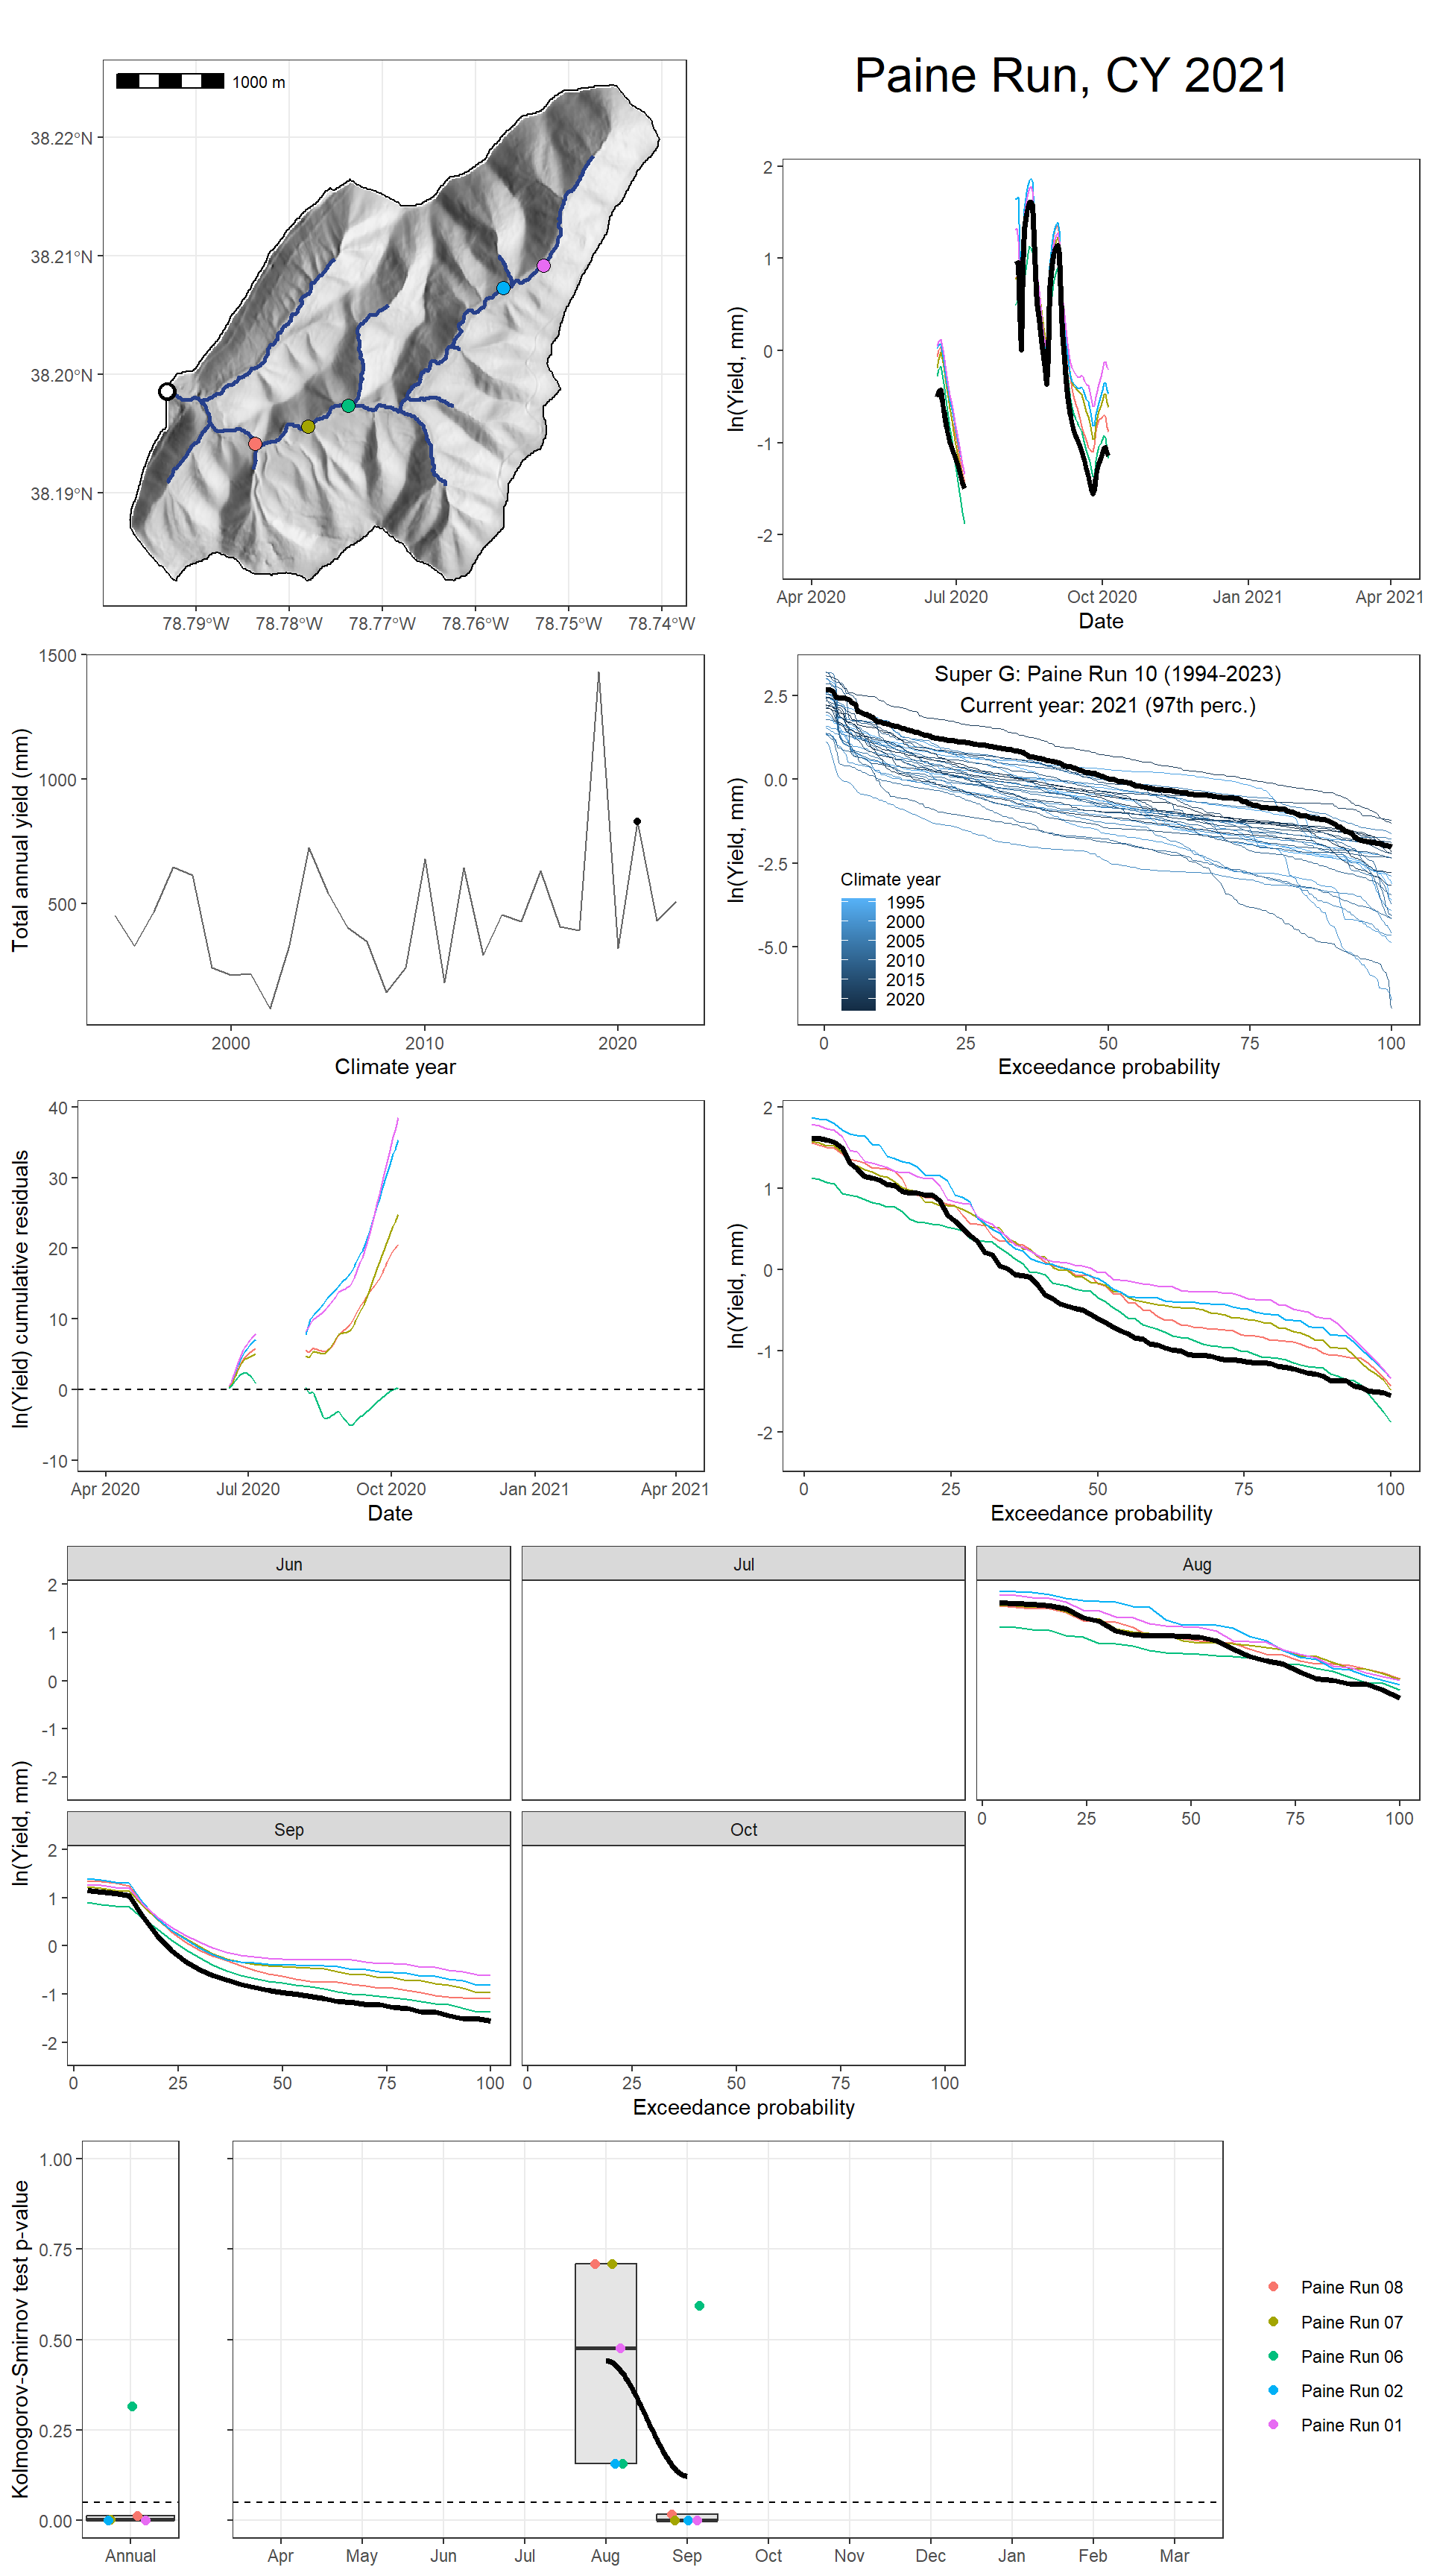 Paine Run, CY 2021
1000 m
38.22°N
38.21°N
38.20°N
38.19°N
78.79°W 78.78°W 78.77°W 78.76°W 78.75°W 78.74°W
ln(Yield, mm)
2
1
0
-1
-2
Apr 2020 Jul 2020 Oct 2020 Jan 2021 Apr 2021
Date
Total annual yield (mm)
1500
1000
500
2000 2010 2020
Climate year
ln(Yield, mm)
2.5
0.0
-2.5
-5.0
Super G: Paine Run 10 (1994-2023)
Current year: 2021 (97th perc.)
Climate year
1995
2000
2005
2010
2015
2020
0 25 50 75 100
Exceedance probability
ln(Yield) cumulative residuals
40
30
20
10
0
-10
Apr 2020 Jul 2020 Oct 2020 Jan 2021 Apr 2021
Date
ln(Yield, mm)
2
1
0
-1
-2
0 25 50 75 100
Exceedance probability
ln(Yield, mm)
Jun Jul Aug
2
1
0
-1
-2
0 25 50 75 100
Sep Oct
2
1
0
-1
-2
0 25 50 75 100 0 25 50 75 100
Exceedance probability
Kolmogorov-Smirnov test p-value
1.00
0.75
0.50
0.25
0.00
Annual Apr May Jun Jul Aug Sep Oct Nov Dec Jan Feb Mar
Paine Run 08
Paine Run 07
Paine Run 06
Paine Run 02
Paine Run 01